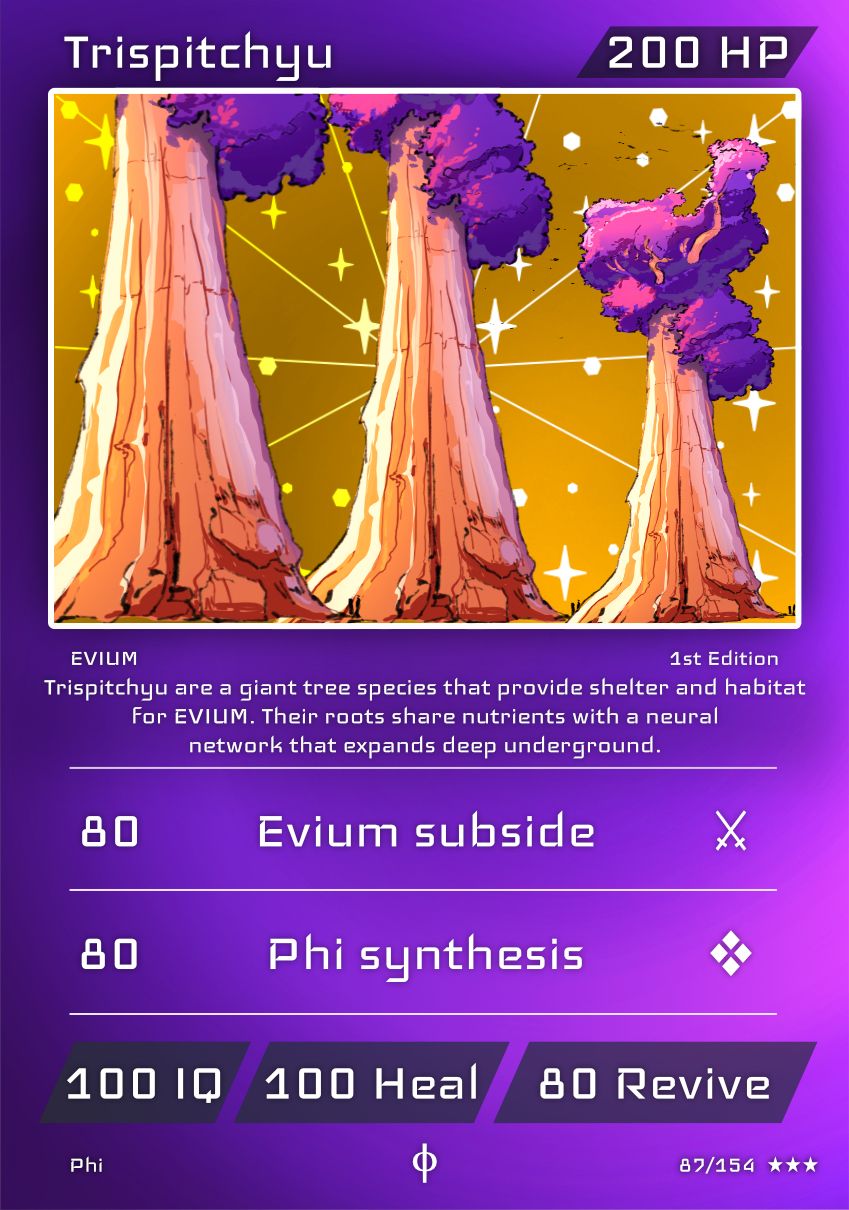 Trispitchyu
200 HP
EVIUM
1st Edition
Trispitchyu are a giant tree species that provide shelter and habitat
for EVIUM. Their roots share nutrients with a neural
network that expands deep underground.
80 Evium subside
80 Phi synthesis
100 IQ
100 Heal
80 Revive
Phi
ϕ
87/154 ★★★